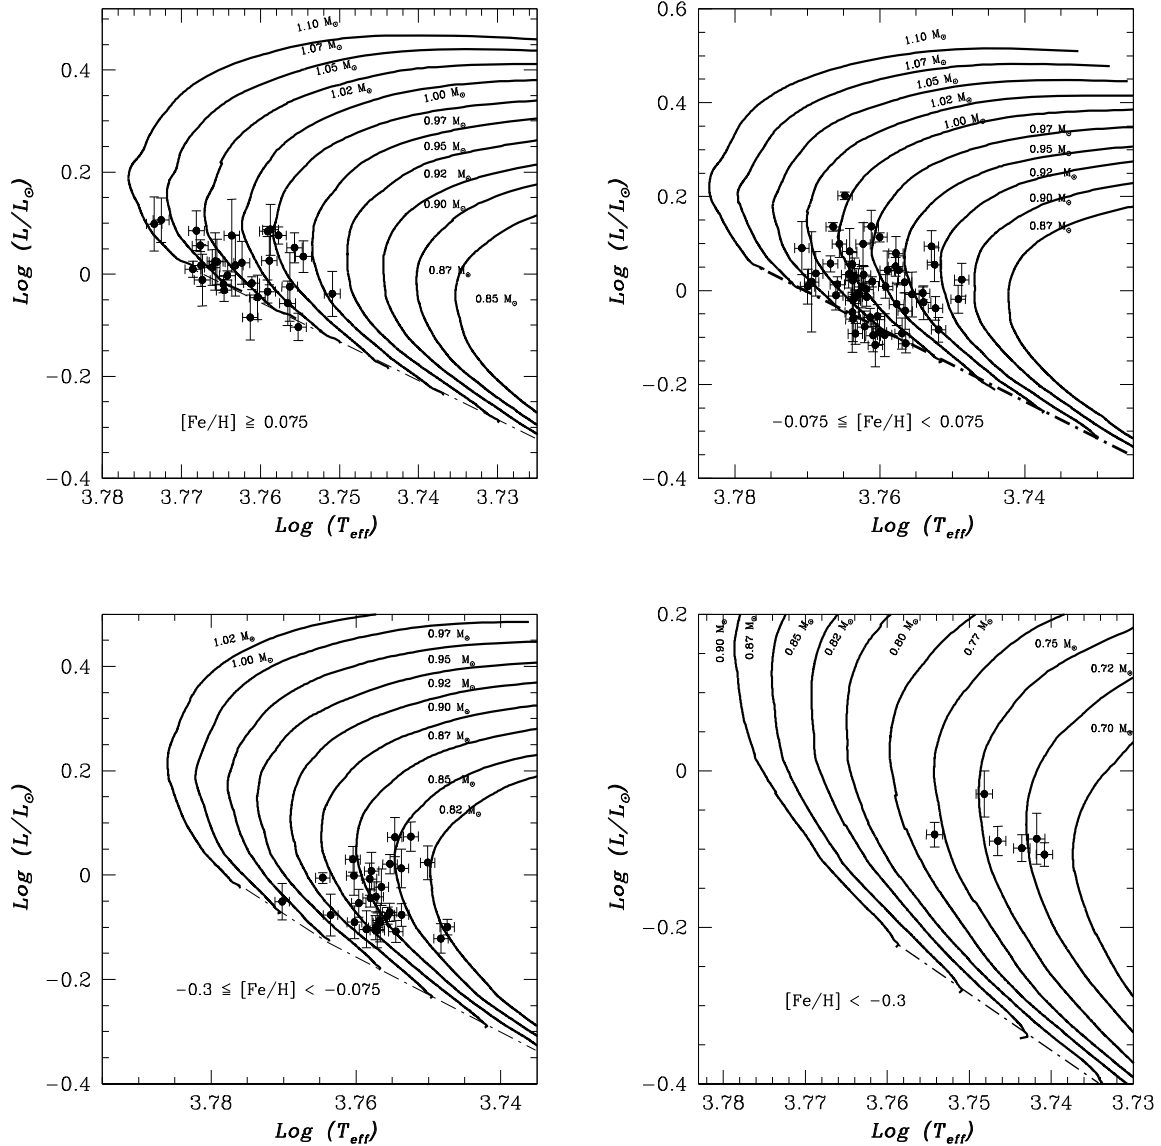 1.10 M⊙
1.07 M⊙
1.05 M⊙
1.02 M⊙
1.00 M⊙
0.97 M⊙
0.95 M⊙
0.92 M⊙
0.90 M⊙
0.87 M⊙
0.85 M⊙
0.4
0.2
0
−0.2
−0.4
Log (L/L⊙)
[Fe/H] ≥ 0.075
3.78 3.77 3.76 3.75 3.74 3.73
Log (Teff)
1.10 M⊙
1.07 M⊙
1.05 M⊙
1.02 M⊙
1.00 M⊙
0.97 M⊙
0.95 M⊙
0.92 M⊙
0.90 M⊙
0.87 M⊙
0.6
0.4
0.2
0
−0.2
−0.4
Log (L/L⊙)
−0.075 ≦ [Fe/H] < 0.075
3.78 3.76 3.74
Log (Teff)
1.02 M⊙
1.00 M⊙
0.97 M⊙
0.95 M⊙
0.92 M⊙
0.90 M⊙
0.87 M⊙
0.85 M⊙
0.82 M⊙
0.4
0.2
0
−0.2
−0.4
Log (L/L⊙)
−0.3 ≦ [Fe/H] < −0.075
3.78 3.76 3.74
Log (Teff)
0.90 M⊙
0.87 M⊙
0.85 M⊙
0.82 M⊙
0.80 M⊙
0.77 M⊙
0.75 M⊙
0.72 M⊙
0.70 M⊙
0.2
0
−0.2
−0.4
Log (L/L⊙)
[Fe/H] < −0.3
3.78 3.77 3.76 3.75 3.74 3.73
Log (Teff)